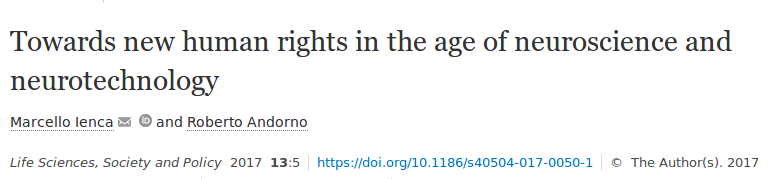 Towards new human rights in the age of neuroscience and
neurotechnology
Marcello Ienca and Roberto Andorno
Life Sciences, Society and Policy 2017 13:5 https://doi.org/10.1186/s40504-017-0050-1 © The Author(s). 2017